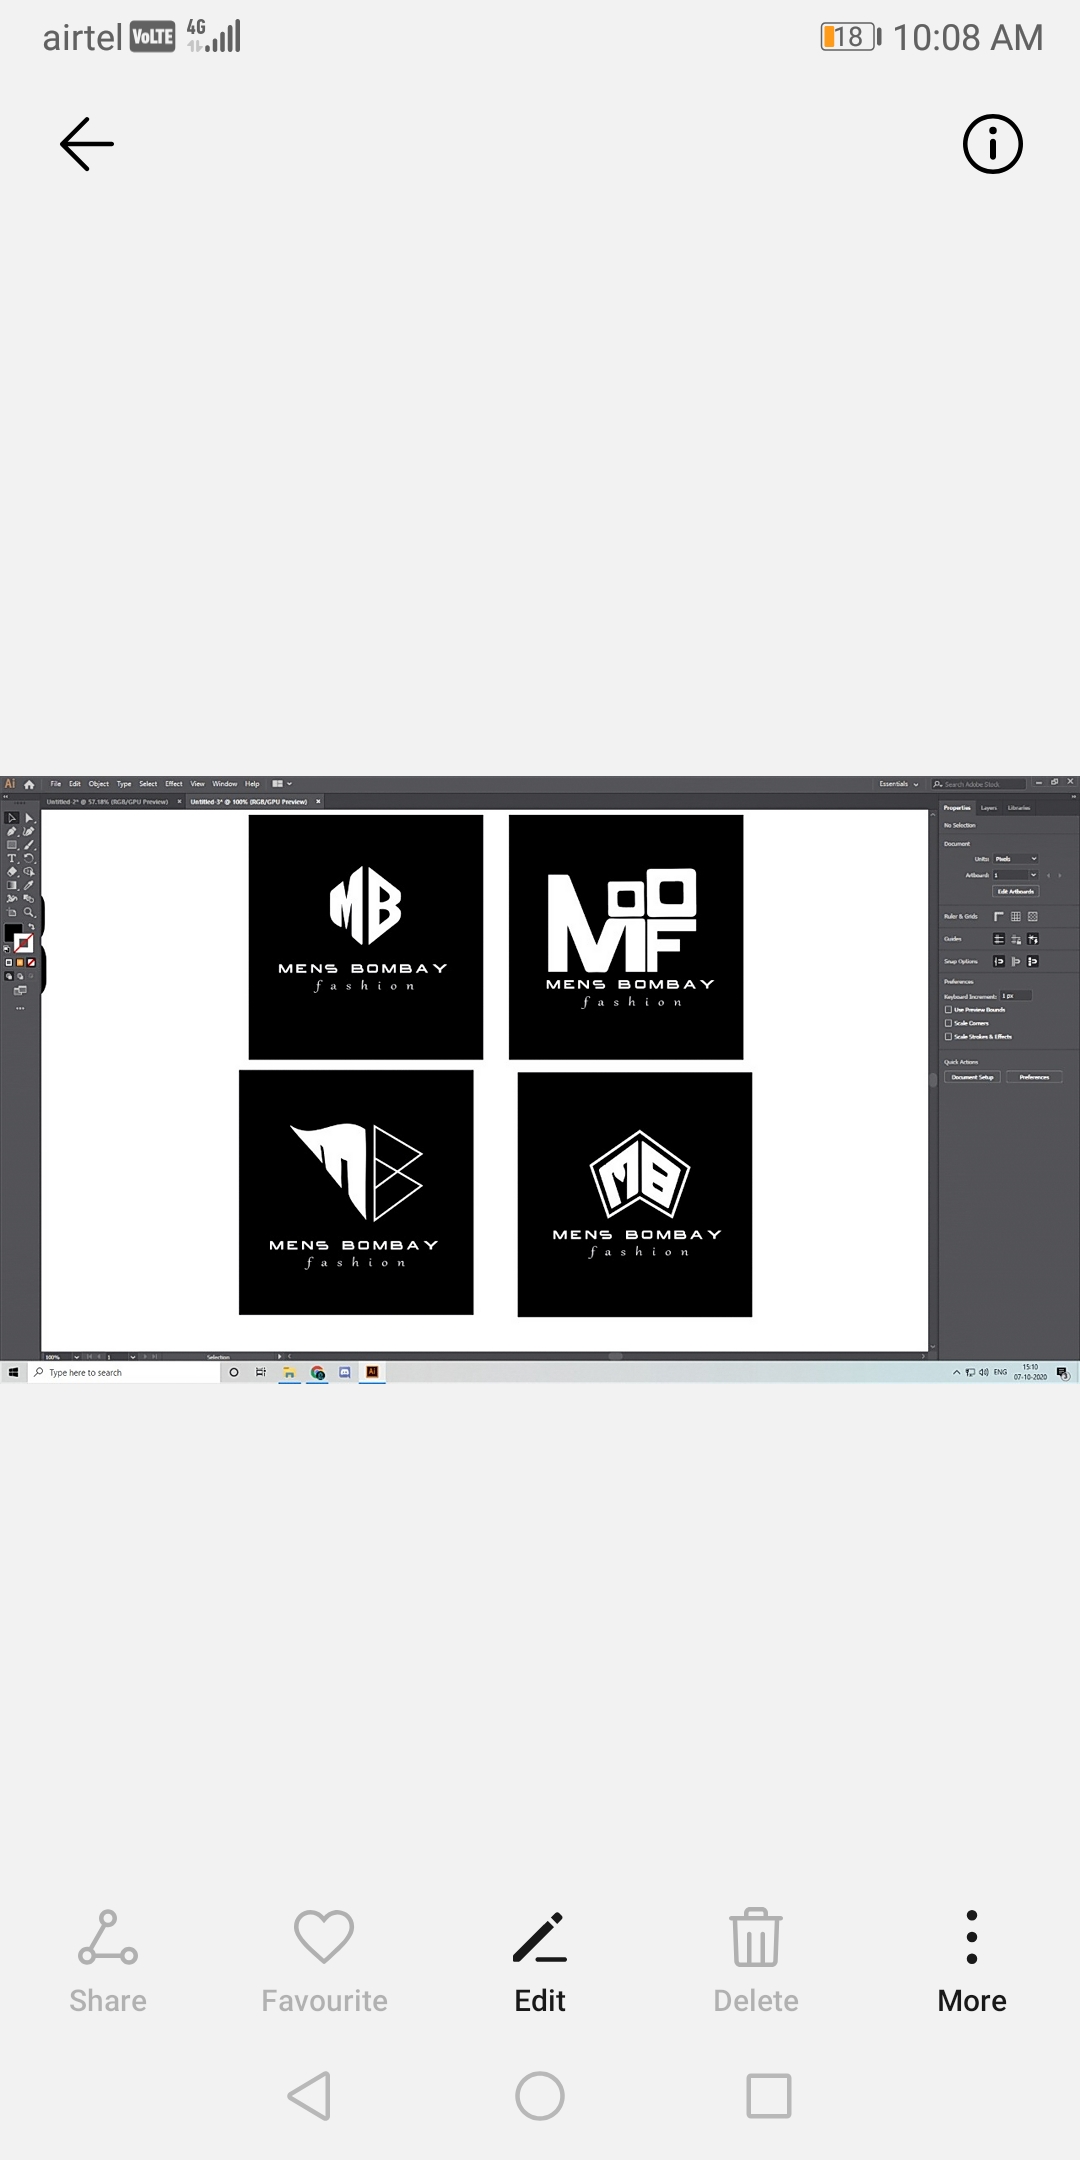 airtel VoLTE 4G 18 10:08 AM
Ai File Edit Object Type Select Effect View Window Help Essentials Search Adobe Stock
Untitled-2* @ 57.18% (RGB/GPU Preview) × Untitled-3* @ 100% (RGB/GPU Preview) ×
Properties Layers Libraries
No Selection
Document
Units: Pixels
Artboard: 1
Edit Artboards
Ruler & Grids
Guides
Snap Options
Preferences
Keyboard Increment: 1 px
Use Preview Bounds
Scale Corners
Scale Strokes & Effects
Quick Actions
Document Setup Preferences
MB
MENS BOMBAY
fashion
M
MF
MENS BOMBAY
fashion
MB
MENS BOMBAY
fashion
MB
MENS BOMBAY
fashion
100% 1 Selection
Type here to search
Ai
ENG
15:10
07-10-2020
3
Share Favourite Edit Delete More